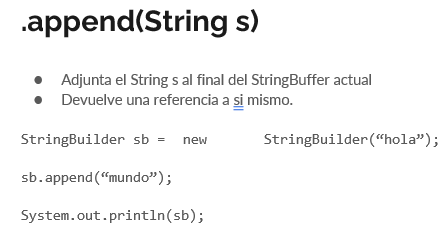 .append(String s)
● Adjunta el String s al final del StringBuffer actual
● Devuelve una referencia a si mismo.
StringBuilder sb = new StringBuilder(“hola”);
sb.append(“mundo”);
System.out.println(sb);